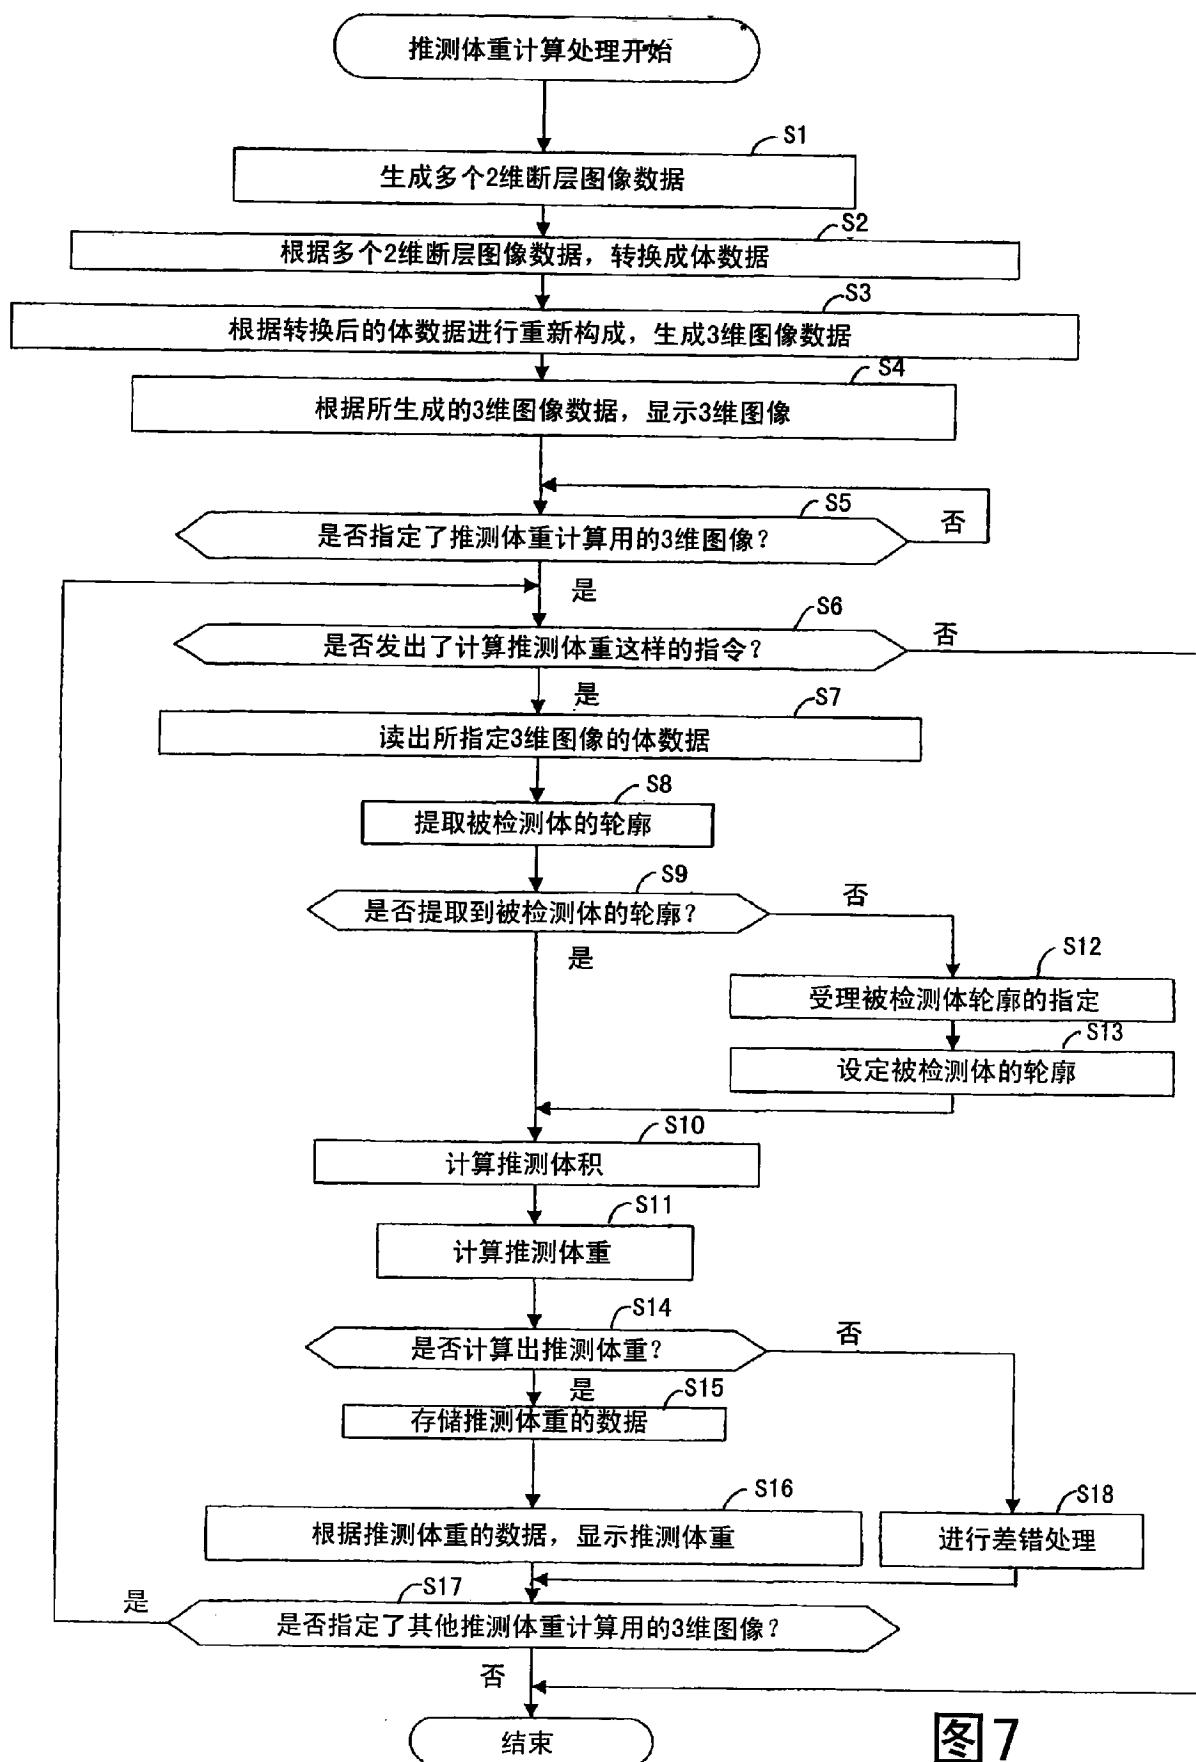 推测体重计算处理开始
S1
生成多个2维断层图像数据
S2
根据多个2维断层图像数据，转换成体数据
S3
根据转换后的体数据进行重新构成，生成3维图像数据
S4
根据所生成的3维图像数据，显示3维图像
S5
是否指定了推测体重计算用的3维图像？
否
是
S6
是否发出了计算推测体重这样的指令？
否
是
S7
读出所指定3维图像的体数据
S8
提取被检测体的轮廓
S9
是否提取到被检测体的轮廓？
否
是
S12
受理被检测体轮廓的指定
S13
设定被检测体的轮廓
S10
计算推测体积
S11
计算推测体重
S14
是否计算出推测体重？
否
是
S15
存储推测体重的数据
S16
根据推测体重的数据，显示推测体重
S18
进行差错处理
S17
是
是否指定了其他推测体重计算用的3维图像？
否
结束
图7